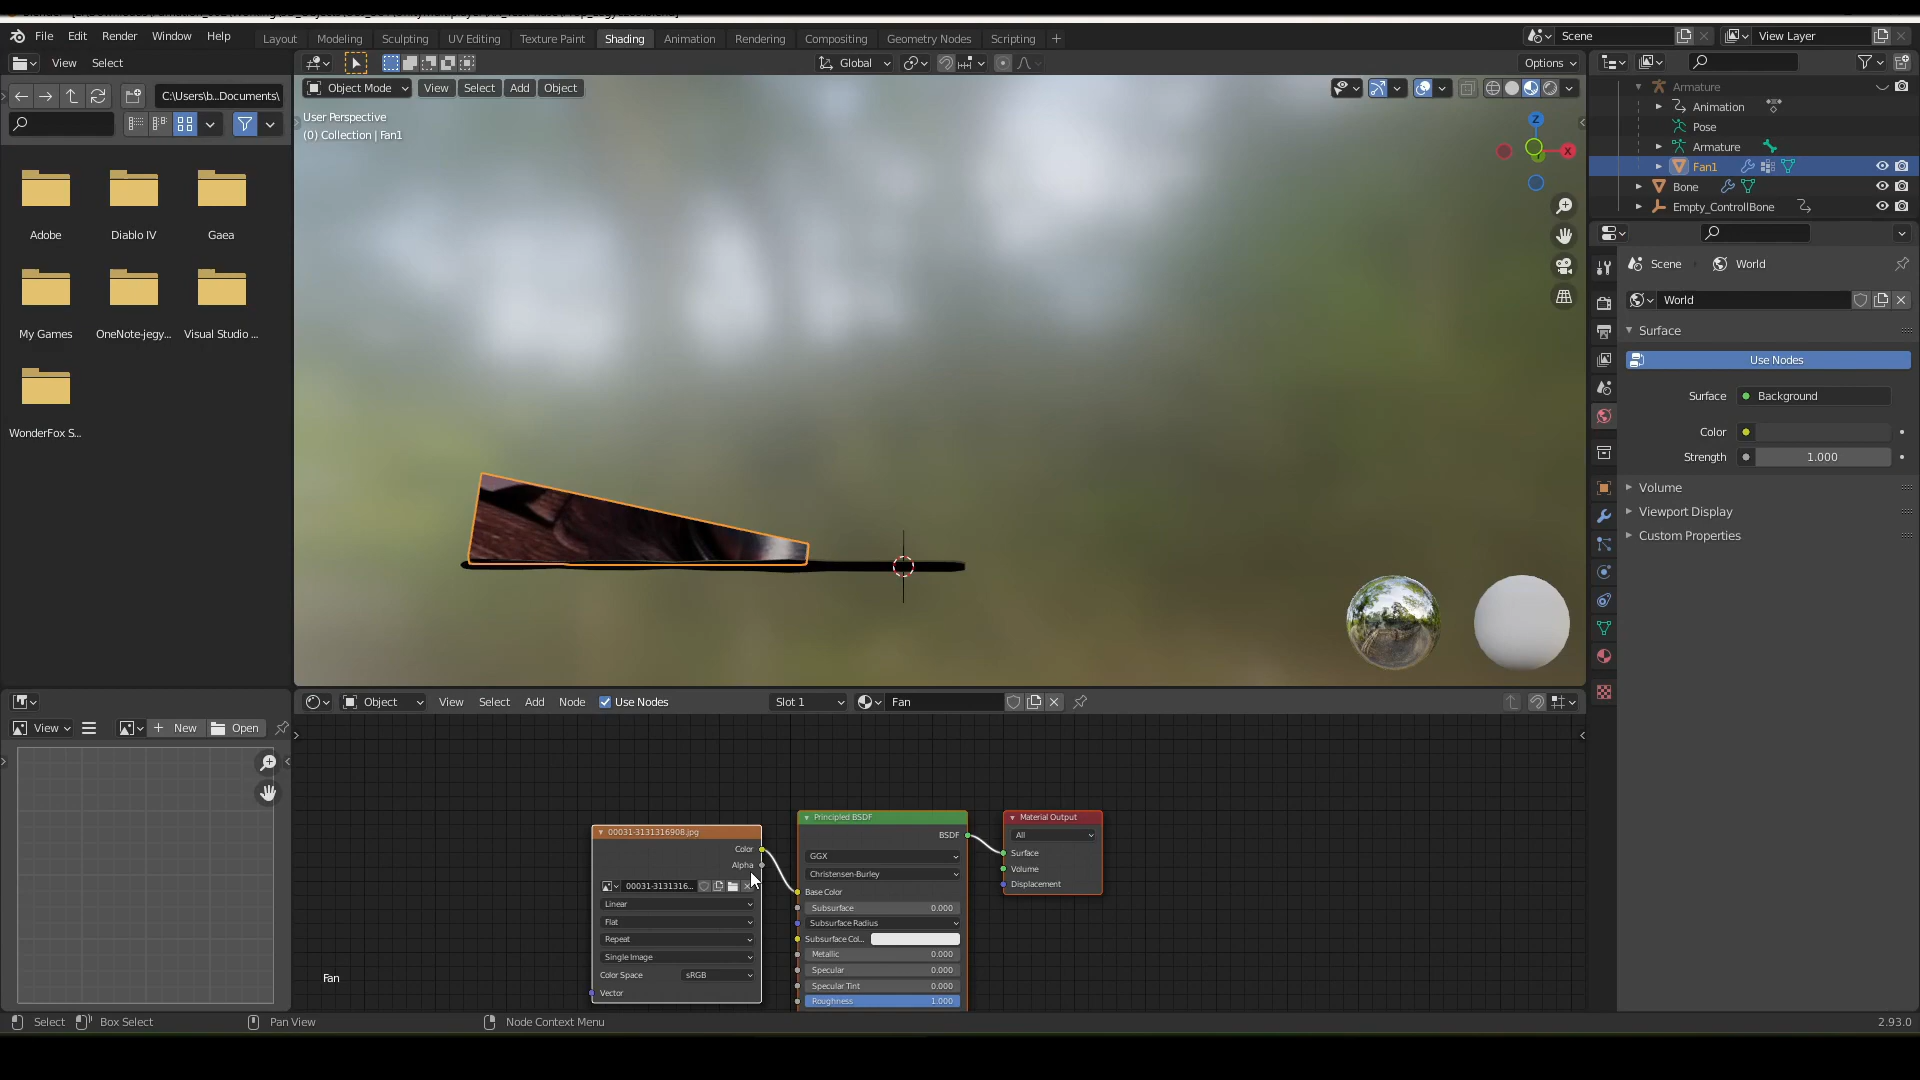 File Edit Render Window Help
Layout Modeling Sculpting UV Editing Texture Paint Shading Animation Rendering Compositing Geometry Nodes Scripting +
Scene
View Layer
View Select
Global
Options
C:\Users\b...Documents\
Object Mode View Select Add Object
User Perspective
(0) Collection | Fan1
Z
X
Y
Armature
Animation
Pose
Armature
Fan1
Bone
Empty_ControllBone
Adobe
Diablo IV
Gaea
My Games
OneNote-jegy...
Visual Studio ...
WonderFox S...
Scene
World
World
Surface
Use Nodes
Surface
Background
Color
Strength
1.000
Volume
Viewport Display
Custom Properties
View
New
Open
Object View Select Add Node Use Nodes
Slot 1
Fan
00031-3131316908.jpg
Color
Alpha
00031-3131316...
Linear
Flat
Repeat
Single Image
Color Space
sRGB
Vector
Principled BSDF
BSDF
GGX
Christensen-Burley
Base Color
Subsurface 0.000
Subsurface Radius
Subsurface Col...
Metallic 0.000
Specular 0.000
Specular Tint 0.000
Roughness 1.000
Material Output
All
Surface
Volume
Displacement
Fan
Select Box Select Pan View Node Context Menu
2.93.0